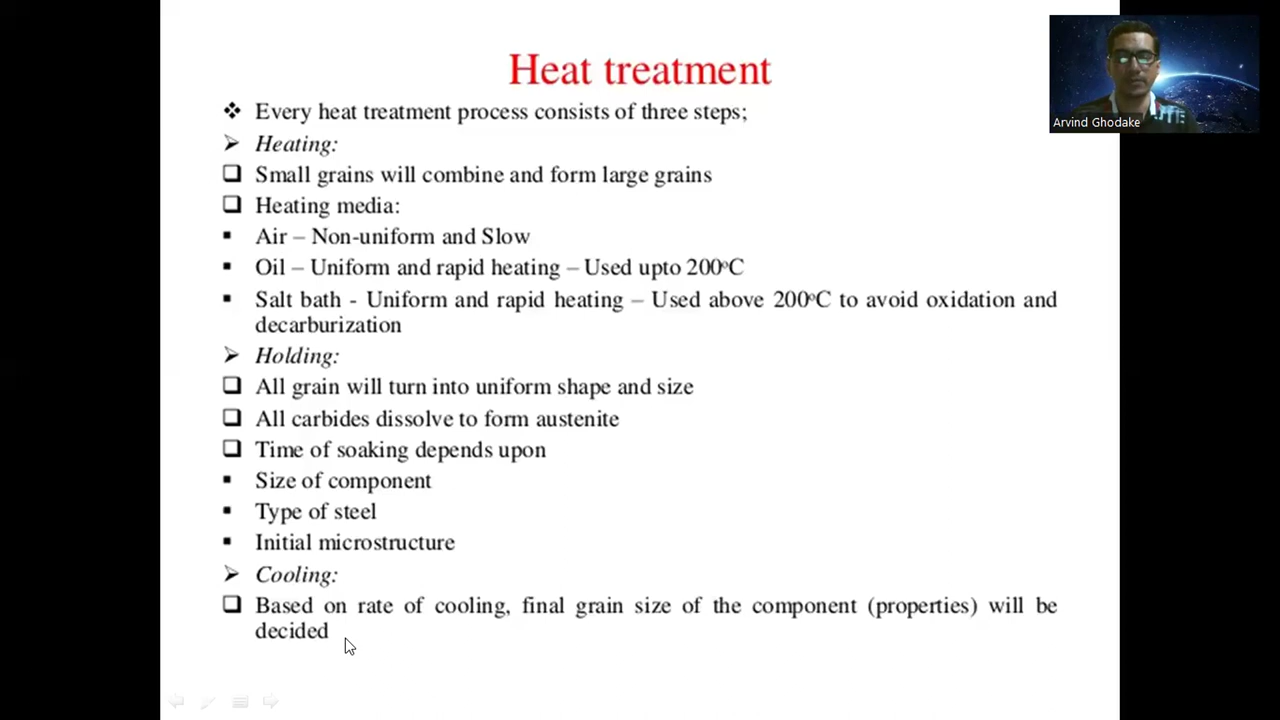 Heat treatment
Arvind Ghodake
❖ Every heat treatment process consists of three steps;
➢ Heating:
❑ Small grains will combine and form large grains
❑ Heating media:
▪ Air – Non-uniform and Slow
▪ Oil – Uniform and rapid heating – Used upto 200°C
▪ Salt bath - Uniform and rapid heating – Used above 200°C to avoid oxidation and
decarburization
➢ Holding:
❑ All grain will turn into uniform shape and size
❑ All carbides dissolve to form austenite
❑ Time of soaking depends upon
▪ Size of component
▪ Type of steel
▪ Initial microstructure
➢ Cooling:
❑ Based on rate of cooling, final grain size of the component (properties) will be
decided